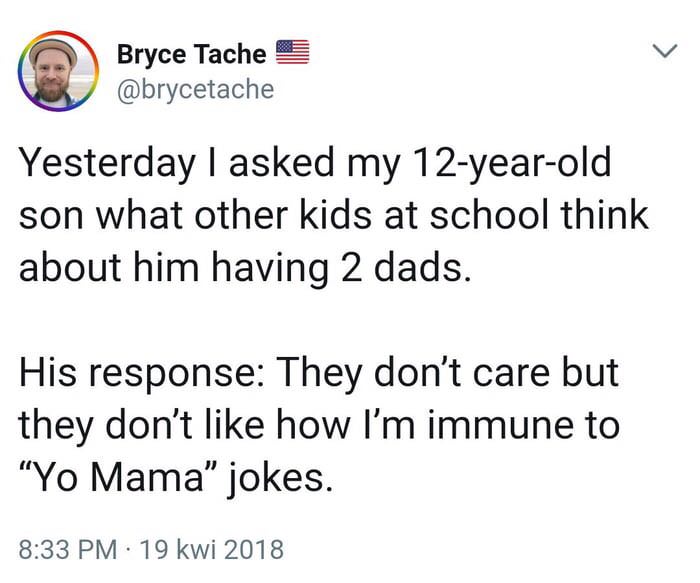 Bryce Tache 🇺🇸
@brycetache
Yesterday I asked my 12-year-old
son what other kids at school think
about him having 2 dads.
His response: They don’t care but
they don’t like how I’m immune to
“Yo Mama” jokes.
8:33 PM · 19 kwi 2018